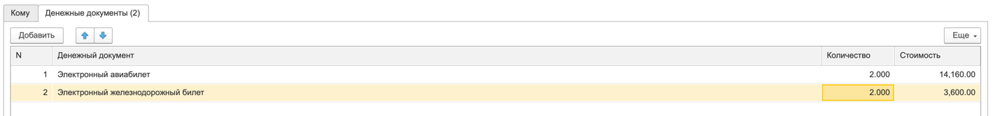 Кому Денежные документы (2)
Добавить Еще
N Денежный документ Количество Стоимость
1 Электронный авиабилет 2.000 14,160.00
2 Электронный железнодорожный билет 2.000 3,600.00